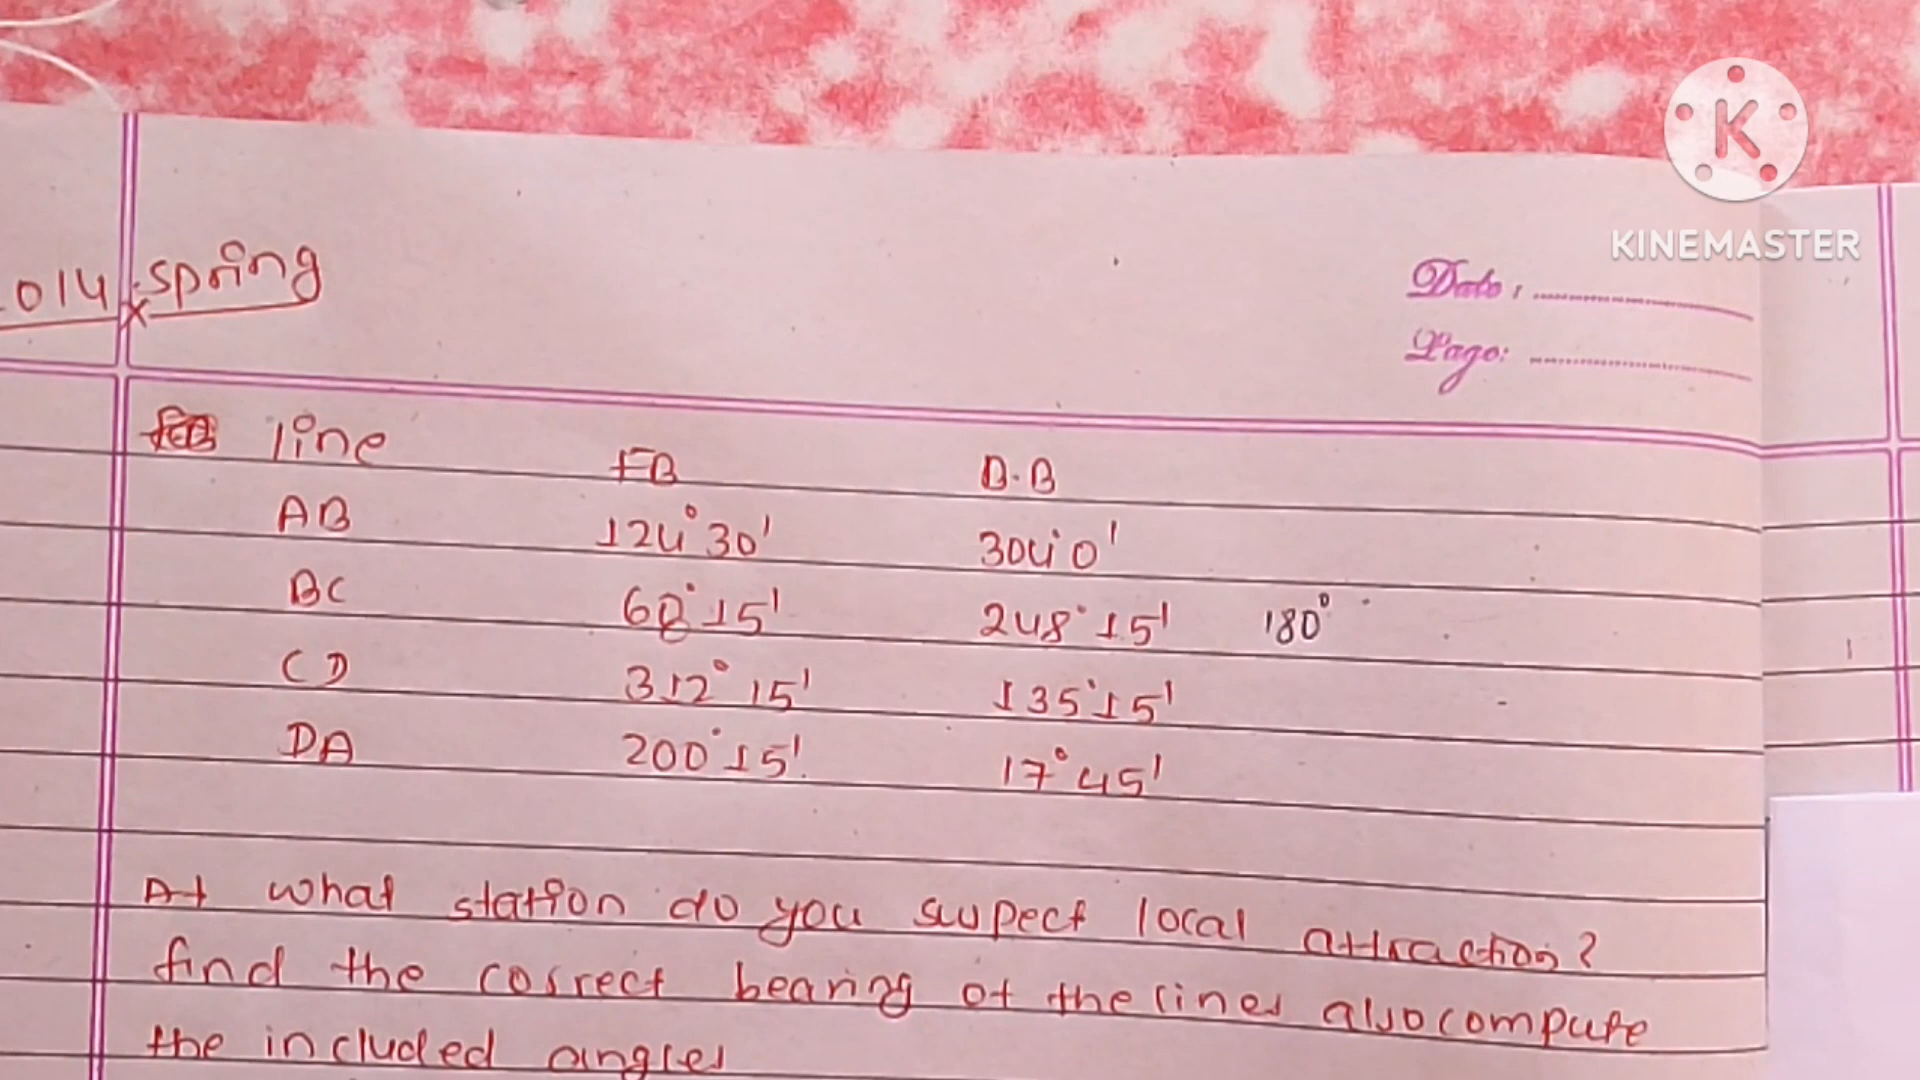 KINEMASTER
014 spring
Date:
Page:
line FB B.B
AB 124°30' 304°0'
BC 68°15' 248°15' 180°
CD 312°15' 135°15'
DA 200°15' 17°45'
At what station do you suspect local attraction?
find the correct bearing of the lines also compute
the included angles